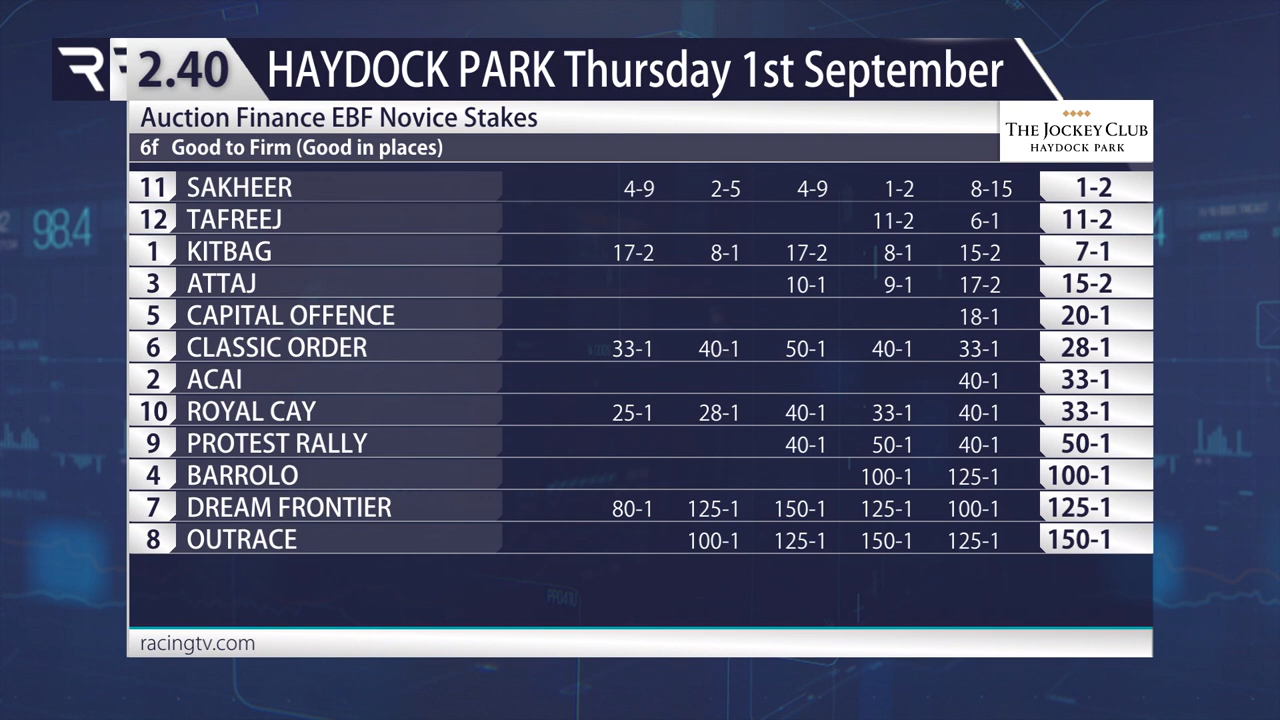 2.40 HAYDOCK PARK Thursday 1st September
Auction Finance EBF Novice Stakes
6f Good to Firm (Good in places)
THE JOCKEY CLUB
HAYDOCK PARK
11 SAKHEER 4-9 2-5 4-9 1-2 8-15 1-2
12 TAFREEJ 11-2 6-1 11-2
1 KITBAG 17-2 8-1 17-2 8-1 15-2 7-1
3 ATTAJ 10-1 9-1 17-2 15-2
5 CAPITAL OFFENCE 18-1 20-1
6 CLASSIC ORDER 33-1 40-1 50-1 40-1 33-1 28-1
2 ACAI 40-1 33-1
10 ROYAL CAY 25-1 28-1 40-1 33-1 40-1 33-1
9 PROTEST RALLY 40-1 50-1 40-1 50-1
4 BARROLO 100-1 125-1 100-1
7 DREAM FRONTIER 80-1 125-1 150-1 125-1 100-1 125-1
8 OUTRACE 100-1 125-1 150-1 125-1 150-1
racingtv.com
98.4